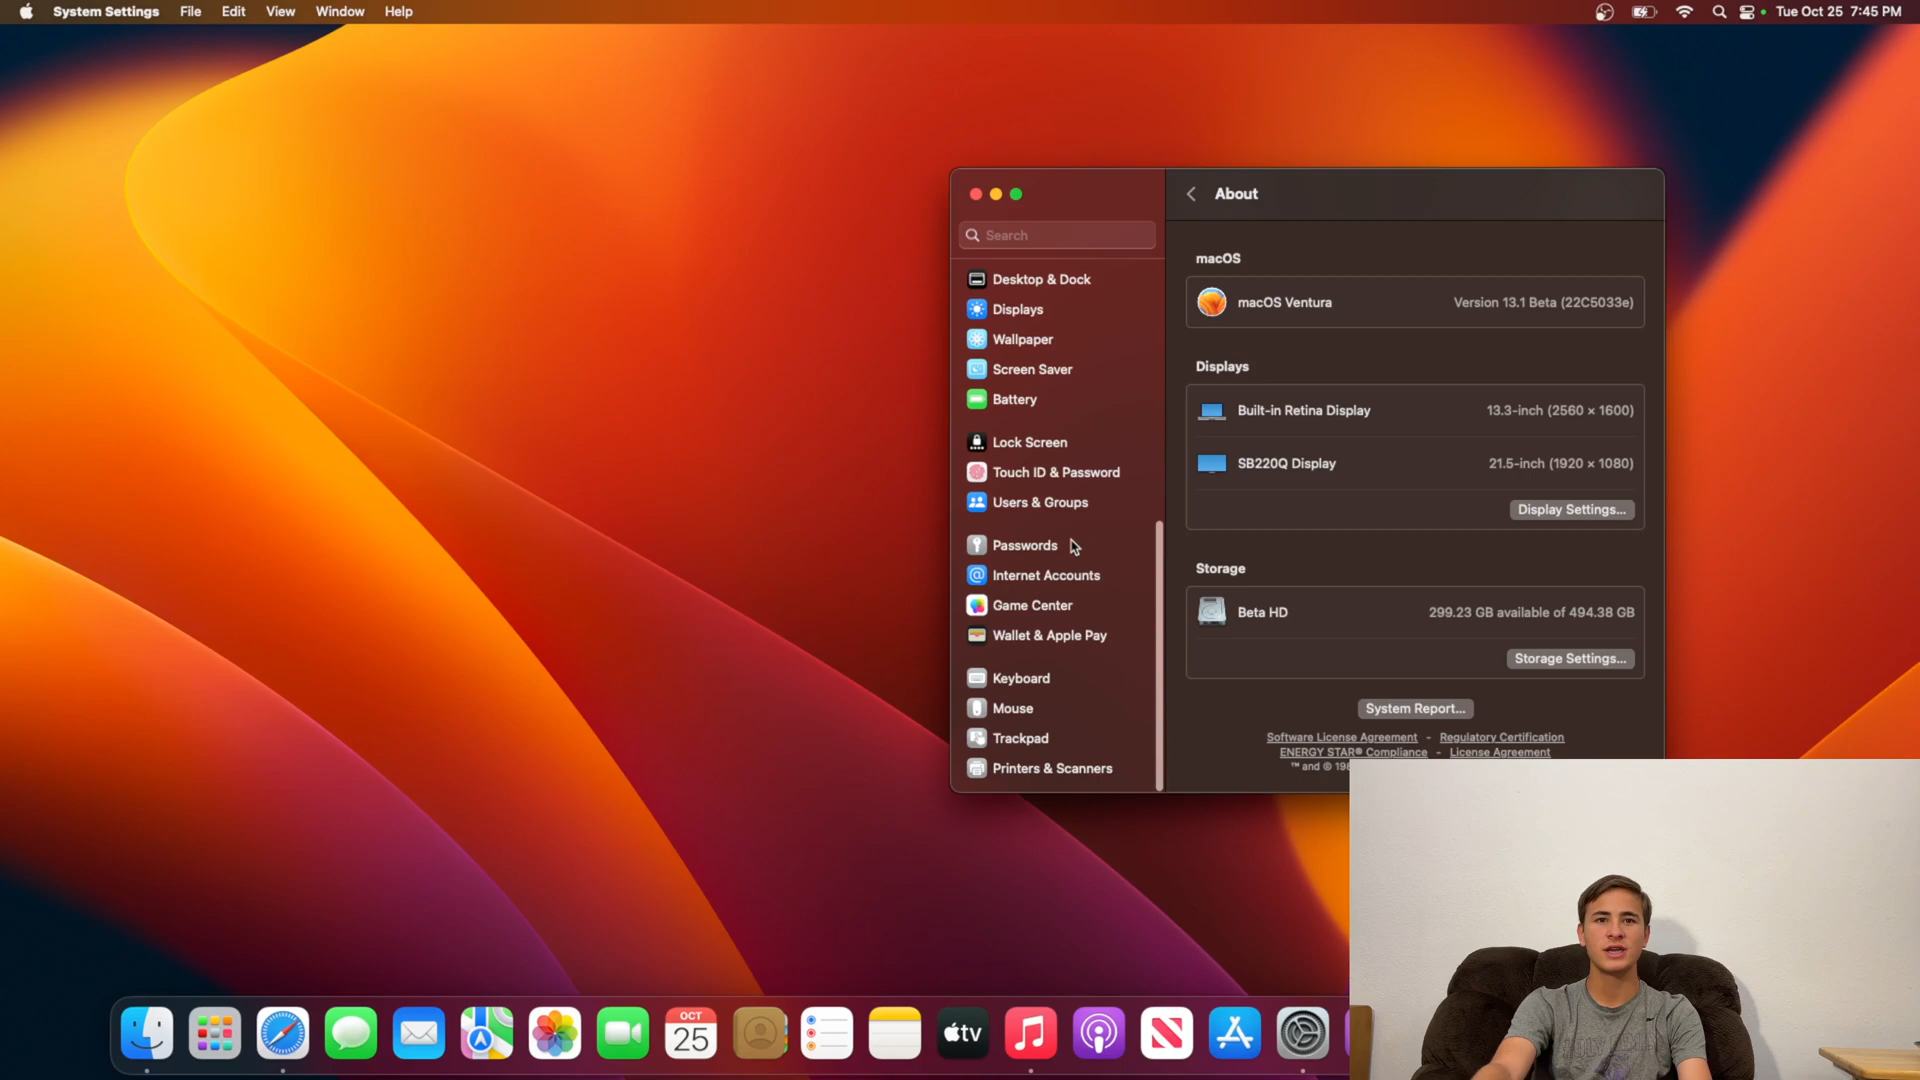 System Settings File Edit View Window Help Tue Oct 25 7:45 PM
Search
Desktop & Dock
Displays
Wallpaper
Screen Saver
Battery
Lock Screen
Touch ID & Password
Users & Groups
Passwords
Internet Accounts
Game Center
Wallet & Apple Pay
Keyboard
Mouse
Trackpad
Printers & Scanners
About
macOS
macOS Ventura Version 13.1 Beta (22C5033e)
Displays
Built-in Retina Display 13.3-inch (2560 × 1600)
SB220Q Display 21.5-inch (1920 × 1080)
Display Settings...
Storage
Beta HD 299.23 GB available of 494.38 GB
Storage Settings...
System Report...
Software License Agreement - Regulatory Certification
ENERGY STAR® Compliance - License Agreement
™ and ©
OCT
25
tv